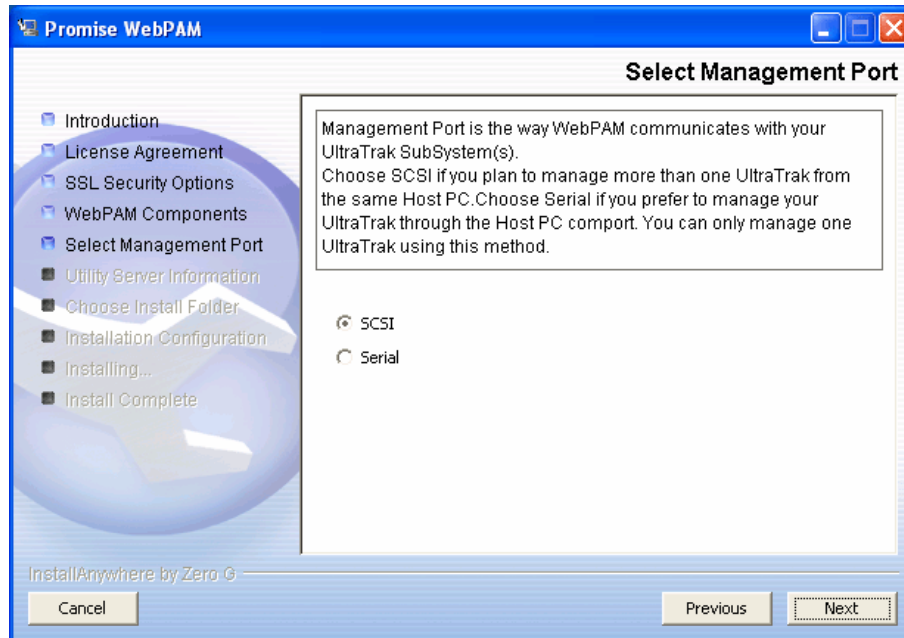 Promise WebPAM
Select Management Port
Introduction
License Agreement
SSL Security Options
WebPAM Components
Select Management Port
Utility Server Information
Choose Install Folder
Installation Configuration
Installing...
Install Complete
Management Port is the way WebPAM communicates with your
UltraTrak SubSystem(s).
Choose SCSI if you plan to manage more than one UltraTrak from
the same Host PC.Choose Serial if you prefer to manage your
UltraTrak through the Host PC comport. You can only manage one
UltraTrak using this method.
SCSI
Serial
InstallAnywhere by Zero G
Cancel
Previous
Next